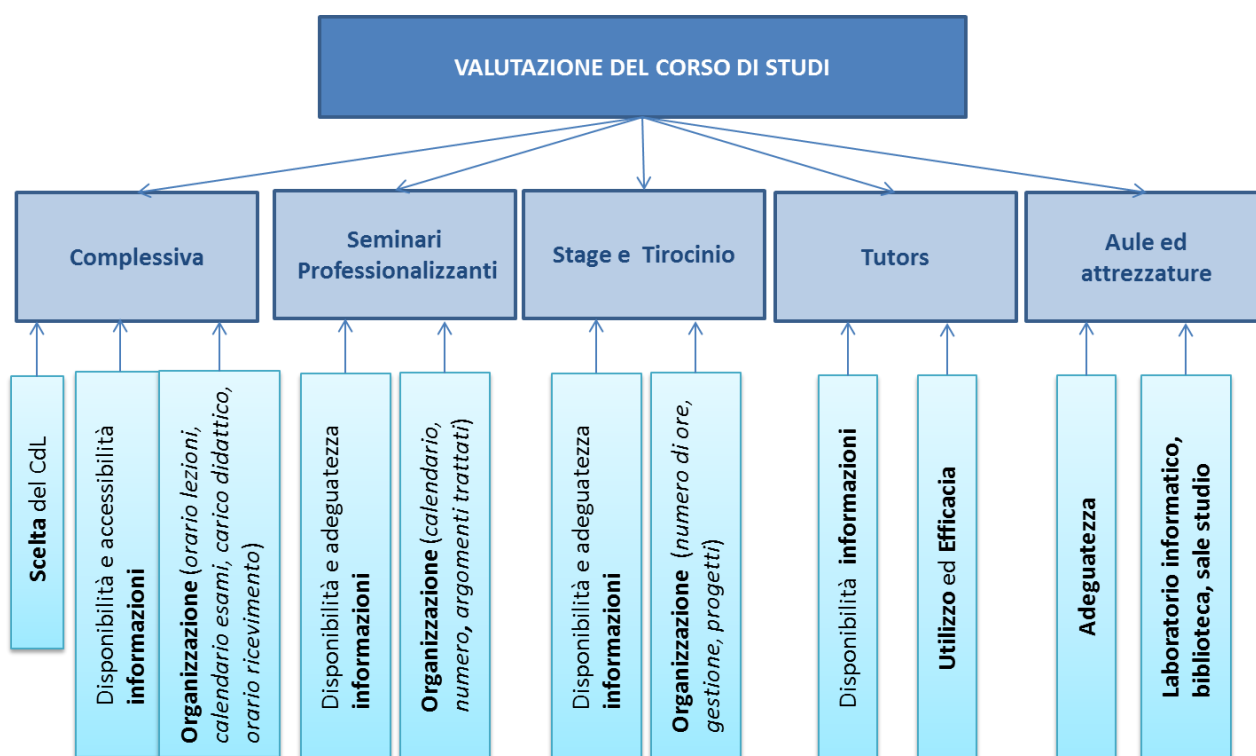 VALUTAZIONE DEL CORSO DI STUDI
Complessiva
Seminari
Professionalizzanti
Stage e Tirocinio
Tutors
Aule ed
attrezzature
Scelta del CdL
Disponibilità e accessibilità
informazioni
Organizzazione (orario lezioni,
calendario esami, carico didattico,
orario ricevimento)
Disponibilità e adeguatezza
informazioni
Organizzazione (calendario,
numero, argomenti trattati)
Disponibilità e adeguatezza
informazioni
Organizzazione (numero di ore,
gestione, progetti)
Disponibilità informazioni
Utilizzo ed Efficacia
Adeguatezza
Laboratorio informatico,
biblioteca, sale studio